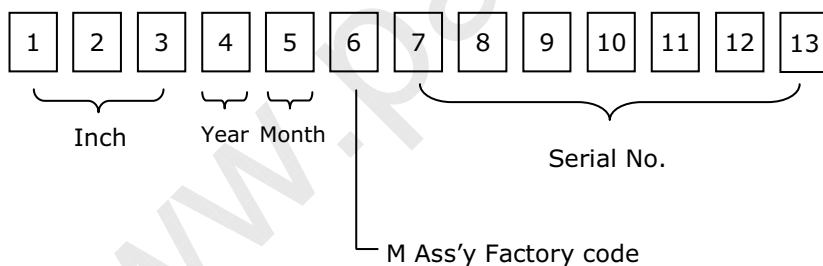 1 2 3 4 5 6 7 8 9 10 11 12 13
Inch Year Month
Serial No.
M Ass’y Factory code